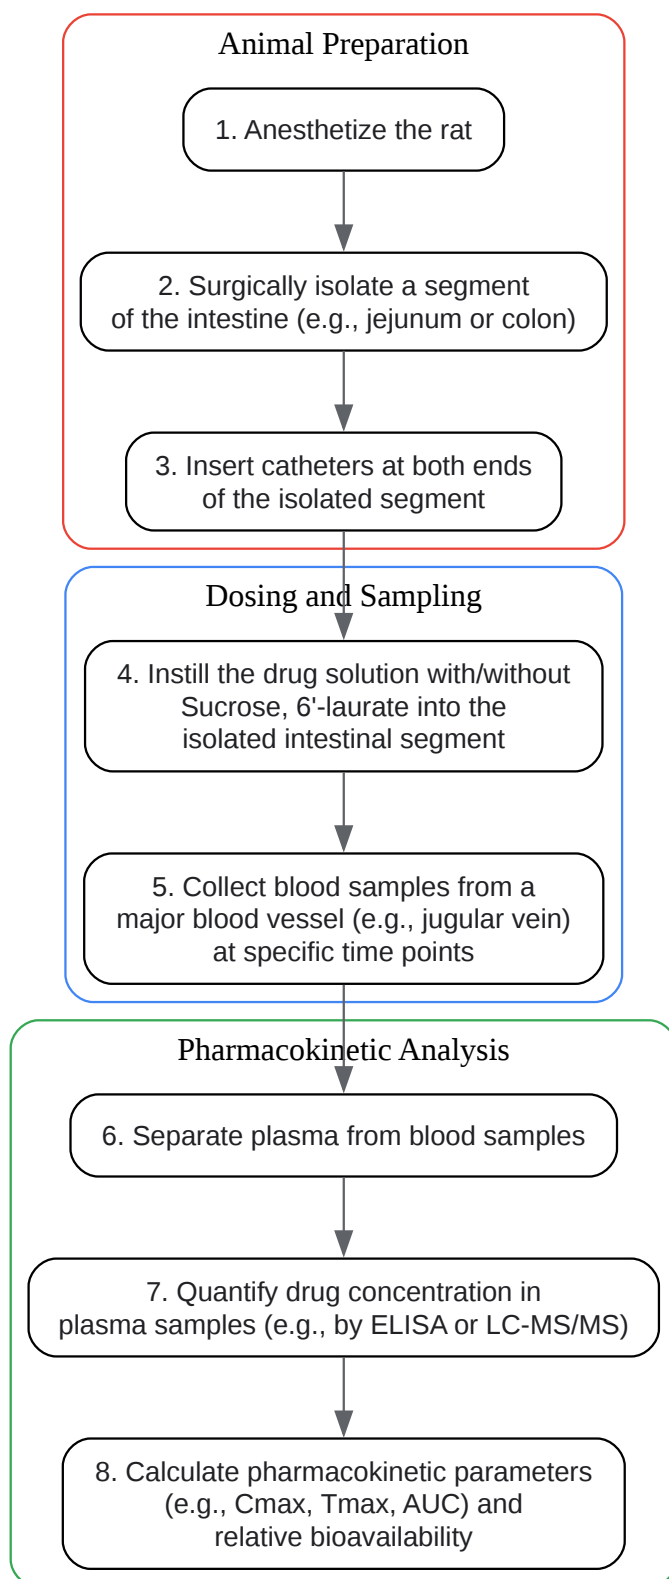 Animal Preparation
1. Anesthetize the rat
2. Surgically isolate a segment
of the intestine (e.g., jejunum or colon)
3. Insert catheters at both ends
of the isolated segment
Dosing and Sampling
4. Instill the drug solution with/without
Sucrose, 6'-laurate into the
isolated intestinal segment
5. Collect blood samples from a
major blood vessel (e.g., jugular vein)
at specific time points
Pharmacokinetic Analysis
6. Separate plasma from blood samples
7. Quantify drug concentration in
plasma samples (e.g., by ELISA or LC-MS/MS)
8. Calculate pharmacokinetic parameters
(e.g., Cmax, Tmax, AUC) and
relative bioavailability